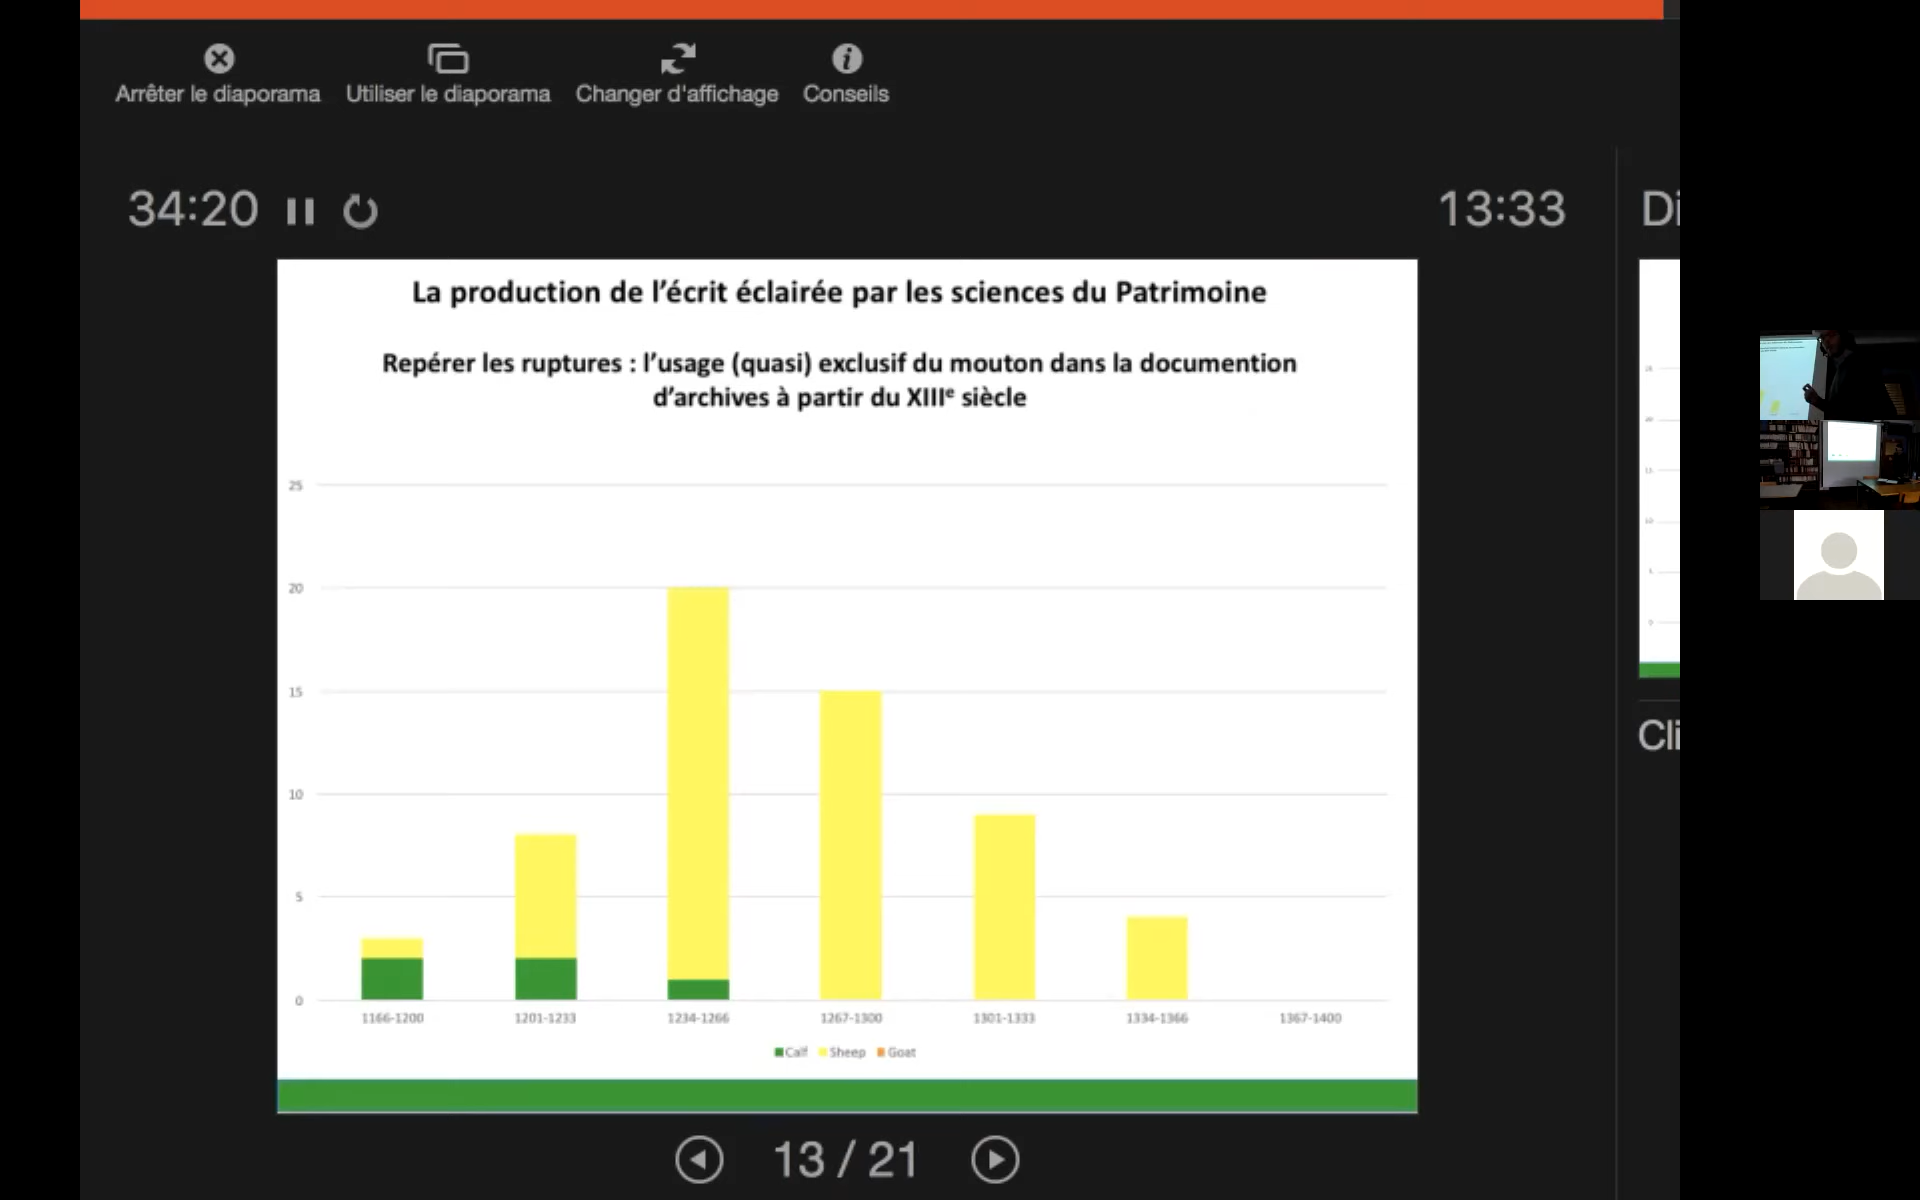 Arrêter le diaporama
Utiliser le diaporama
Changer d'affichage
Conseils
34:20
13:33
Di
La production de l'écrit éclairée par les sciences du Patrimoine
Repérer les ruptures : l'usage (quasi) exclusif du mouton dans la documention
d'archives à partir du XIIIᵉ siècle
25
20
15
10
5
0
1166-1200
1201-1233
1234-1266
1267-1300
1301-1333
1334-1366
1367-1400
Calf
Sheep
Goat
Cli
13 / 21